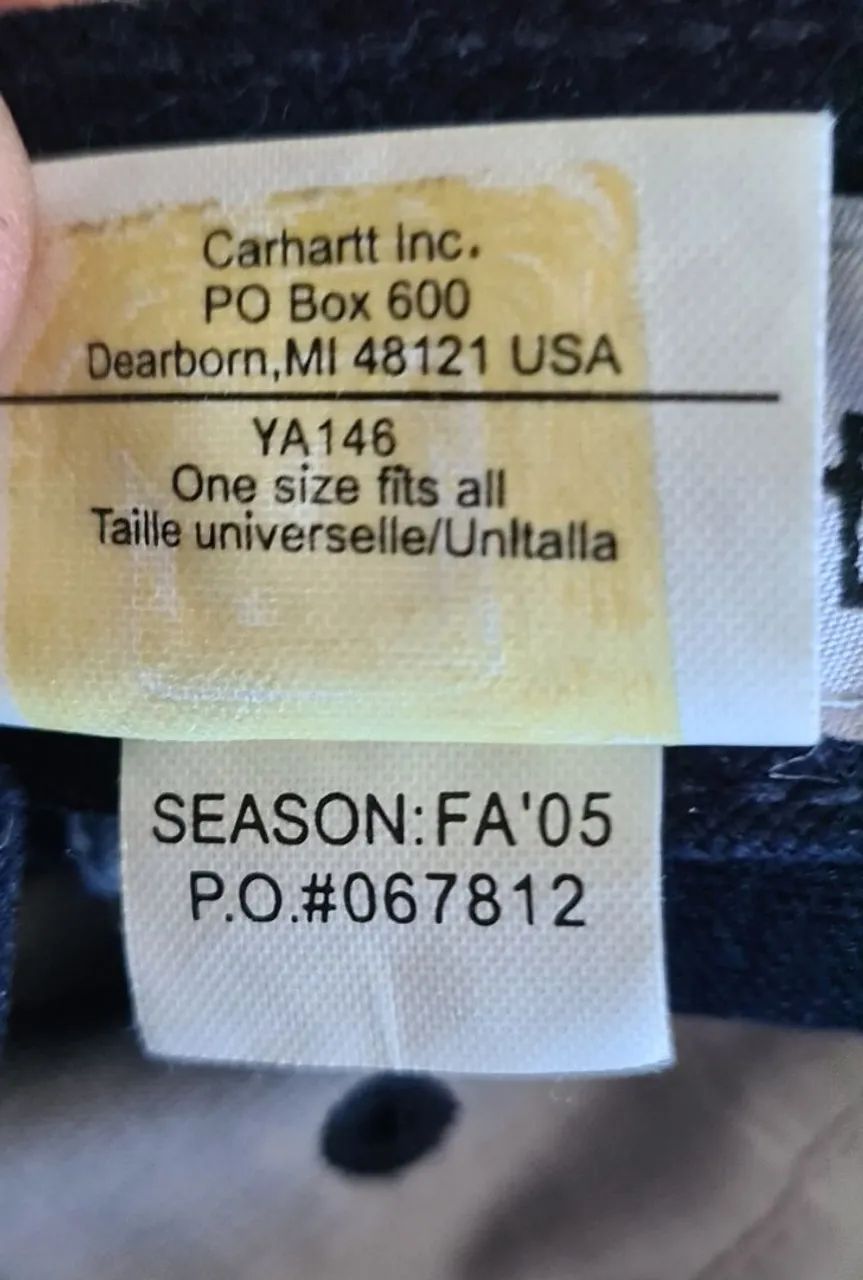 Carhartt Inc.
PO Box 600
Dearborn,MI 48121 USA
YA146
One size fits all
Taille universelle/UnItalla
SEASON:FA'05
P.O.#067812